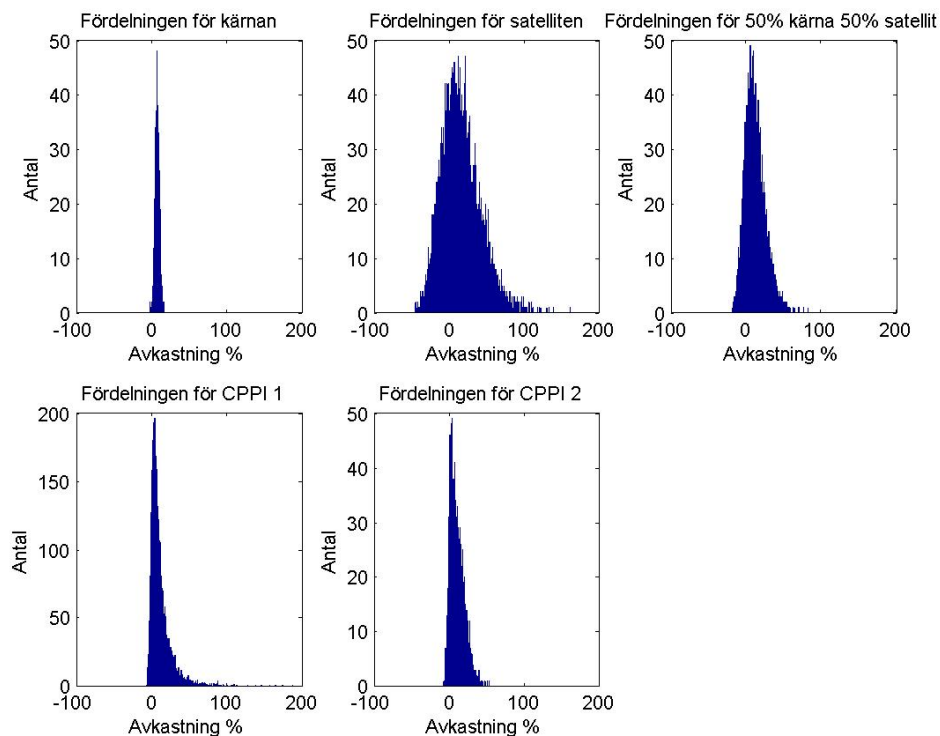 Fördelningen för kärnan
50
40
30
20
10
0
Antal
-100 0 100 200
Avkastning %
Fördelningen för satelliten
50
40
30
20
10
0
Antal
-100 0 100 200
Avkastning %
Fördelningen för 50% kärna 50% satellit
50
40
30
20
10
0
Antal
-100 0 100 200
Avkastning %
Fördelningen för CPPI 1
200
150
100
50
0
Antal
-100 0 100 200
Avkastning %
Fördelningen för CPPI 2
50
40
30
20
10
0
Antal
-100 0 100 200
Avkastning %